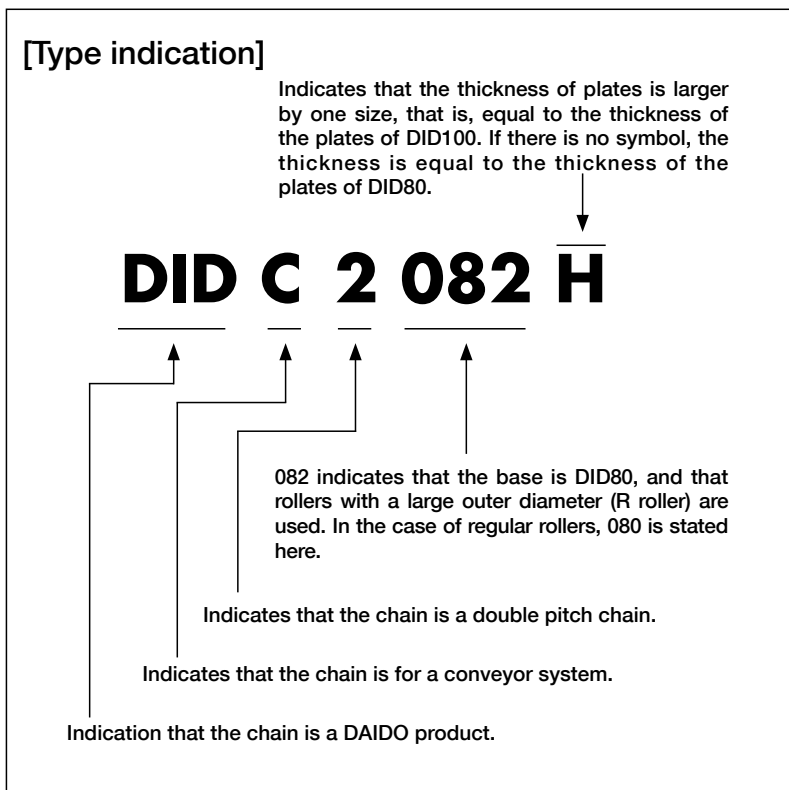 [Type indication]
Indicates that the thickness of plates is larger
by one size, that is, equal to the thickness of
the plates of DID100. If there is no symbol, the
thickness is equal to the thickness of the
plates of DID80.
DID C 2 082 H
082 indicates that the base is DID80, and that
rollers with a large outer diameter (R roller) are
used. In the case of regular rollers, 080 is stated
here.
Indicates that the chain is a double pitch chain.
Indicates that the chain is for a conveyor system.
Indication that the chain is a DAIDO product.